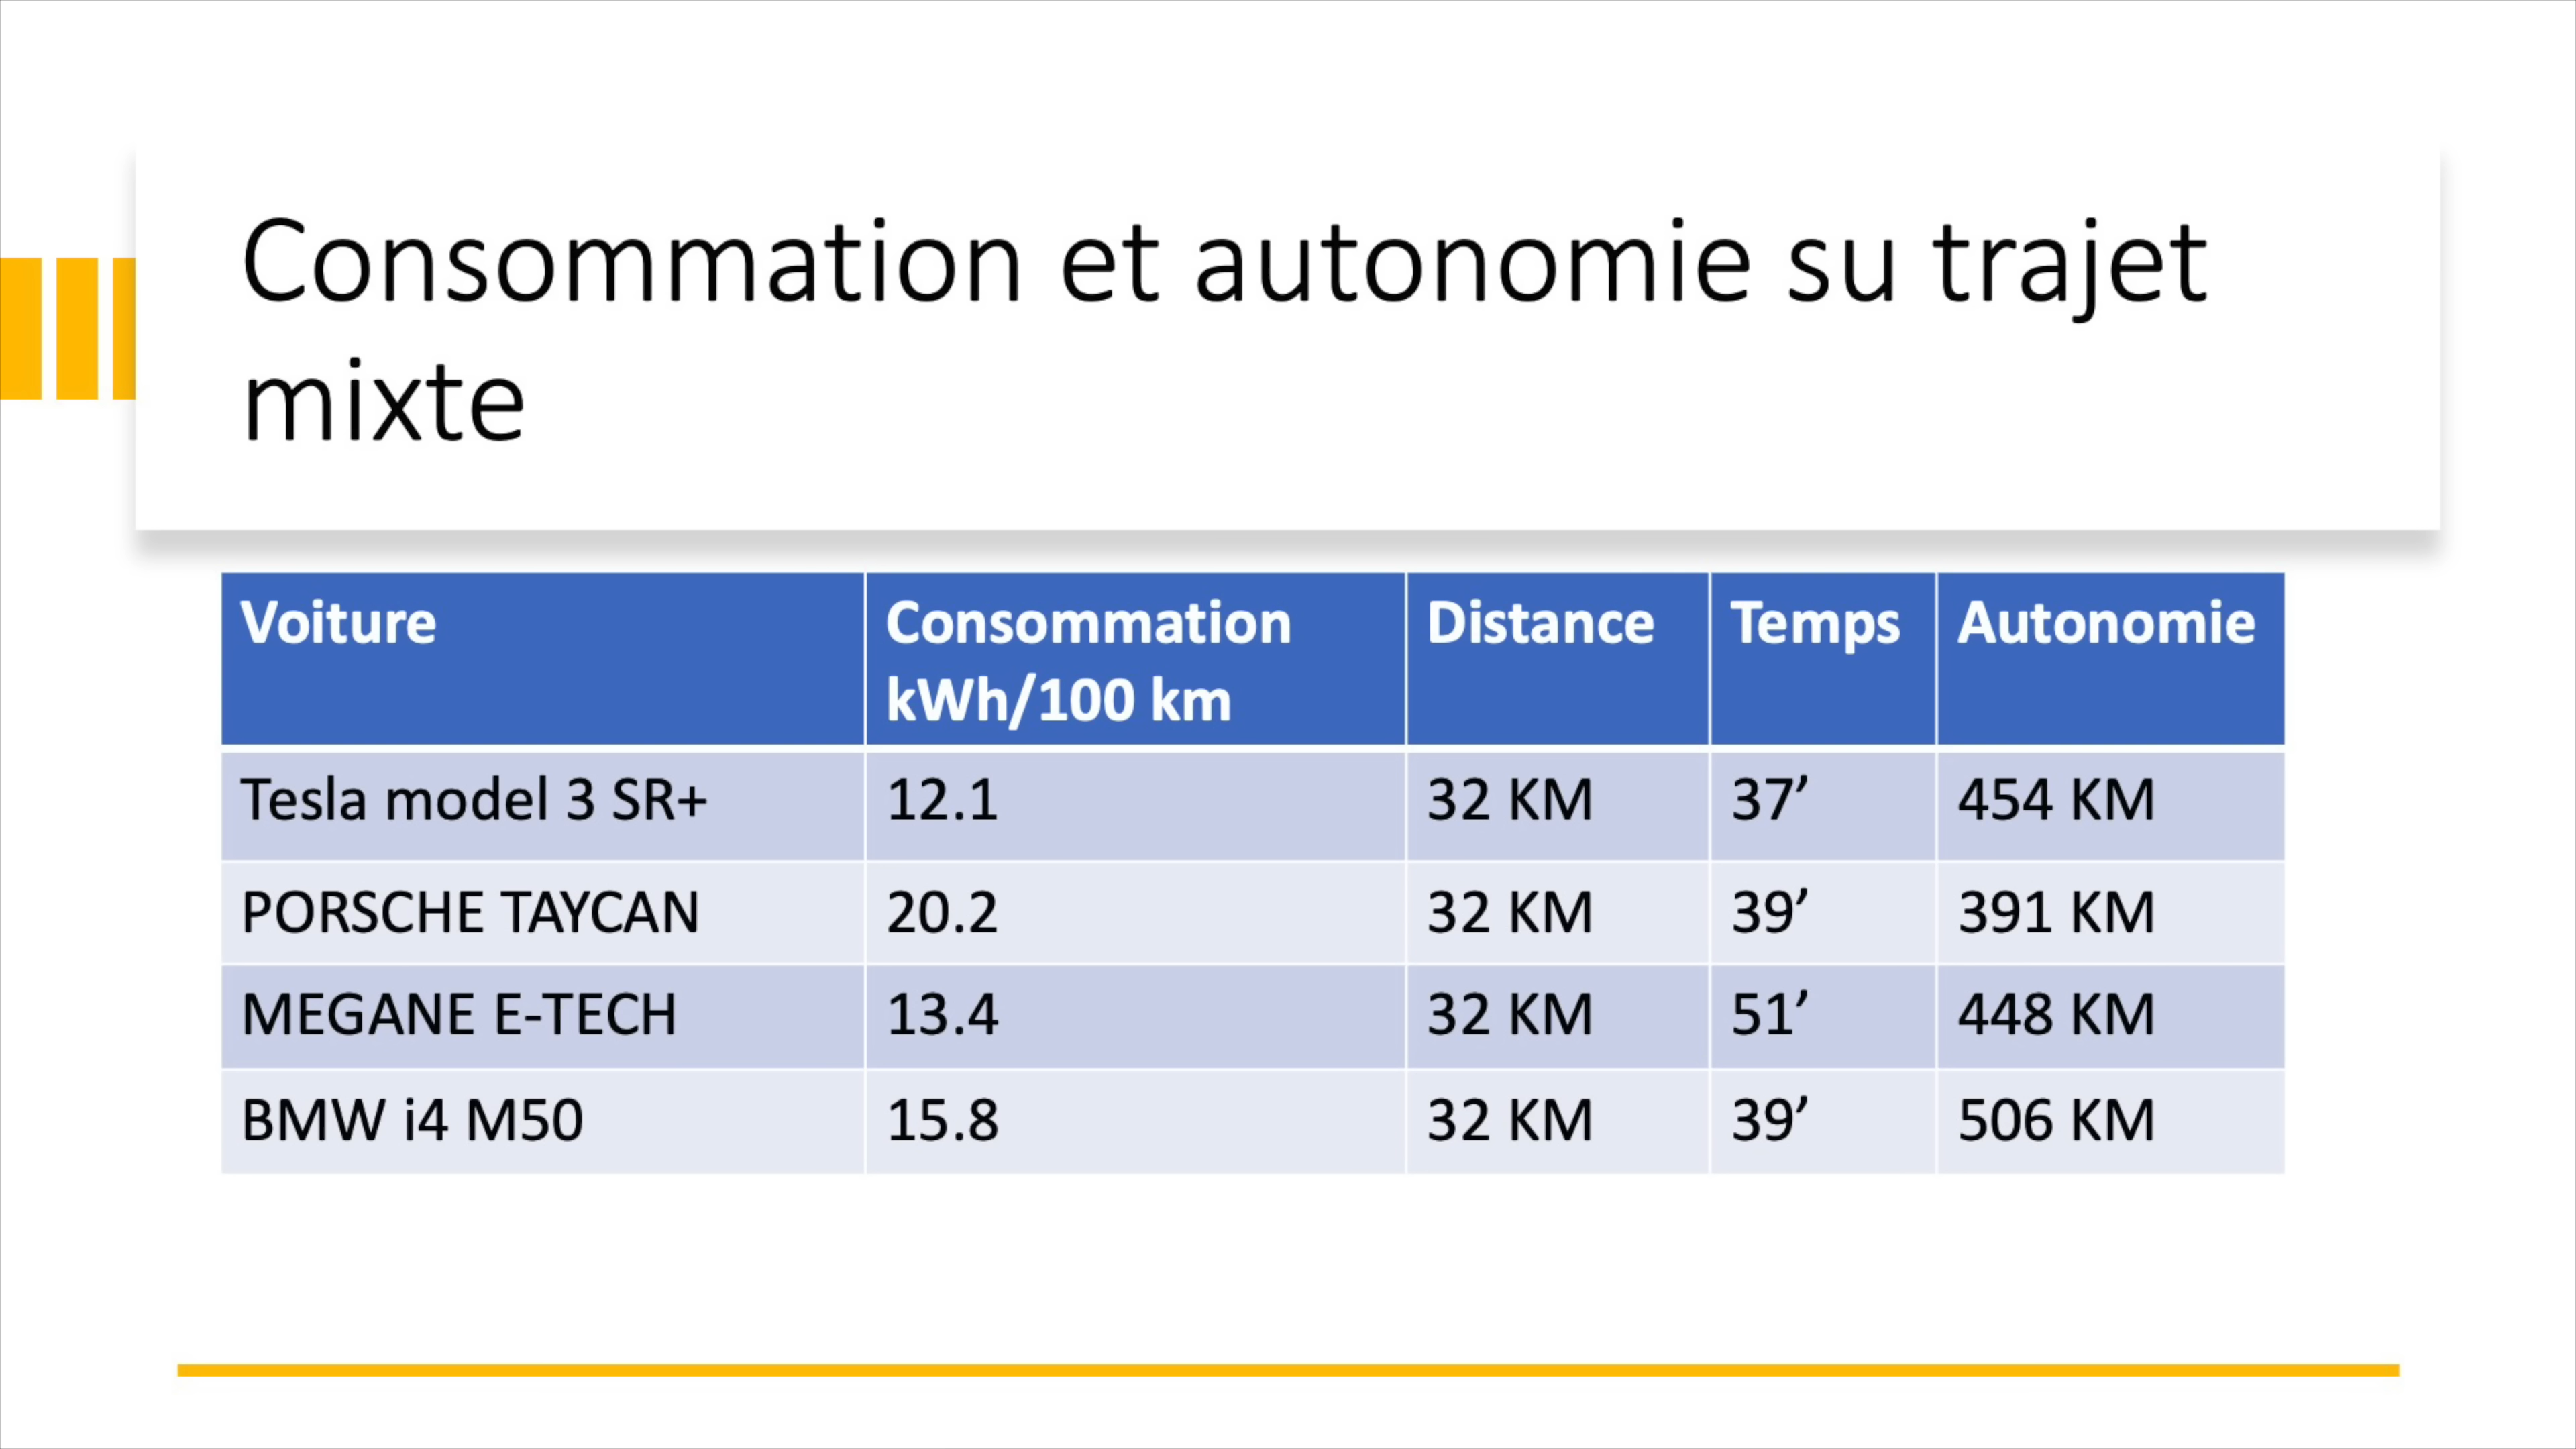 Consommation et autonomie su trajet
mixte
Voiture Consommation kWh/100 km Distance Temps Autonomie
Tesla model 3 SR+ 12.1 32 KM 37’ 454 KM
PORSCHE TAYCAN 20.2 32 KM 39’ 391 KM
MEGANE E-TECH 13.4 32 KM 51’ 448 KM
BMW i4 M50 15.8 32 KM 39’ 506 KM